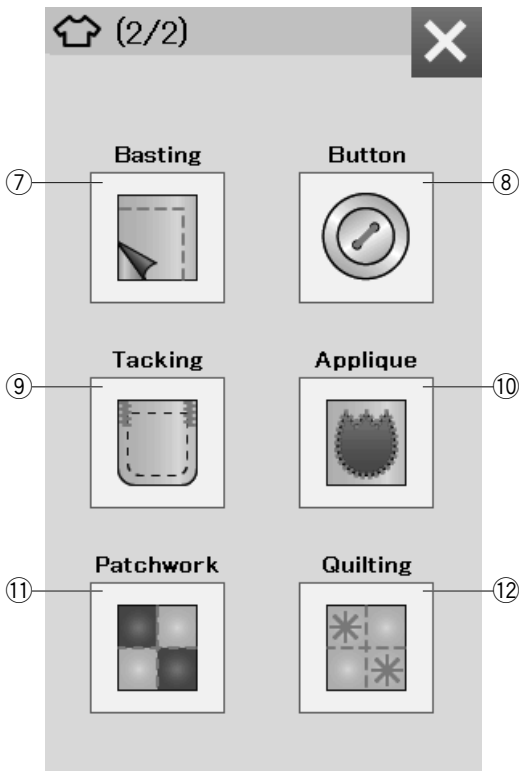 (2/2)
Basting Button
⑦ ⑧
Tacking Applique
⑨ ⑩
Patchwork Quilting
⑪ ⑫